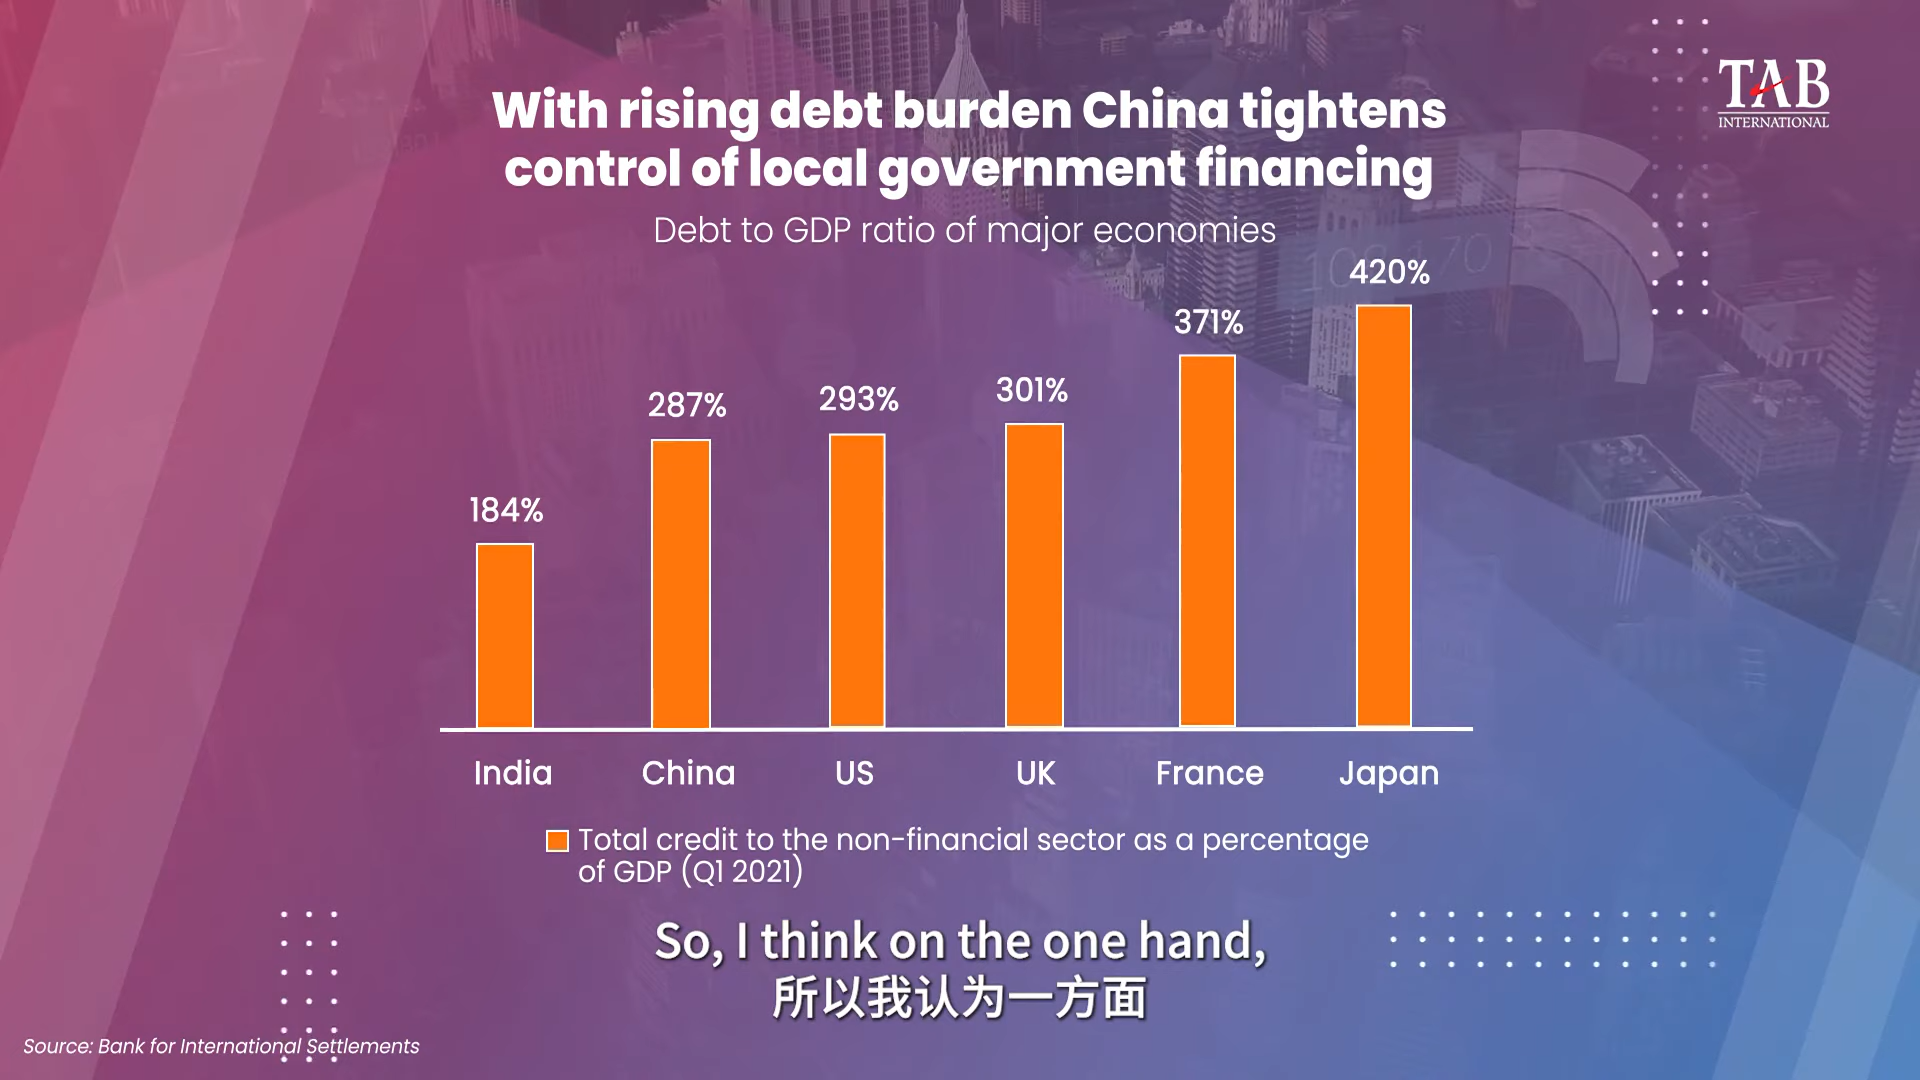 TAB
INTERNATIONAL
With rising debt burden China tightens
control of local government financing
Debt to GDP ratio of major economies
184%
287%
293%
301%
371%
420%
India
China
US
UK
France
Japan
Total credit to the non-financial sector as a percentage
of GDP (Q1 2021)
So, I think on the one hand,
所以我认为一方面
Source: Bank for International Settlements